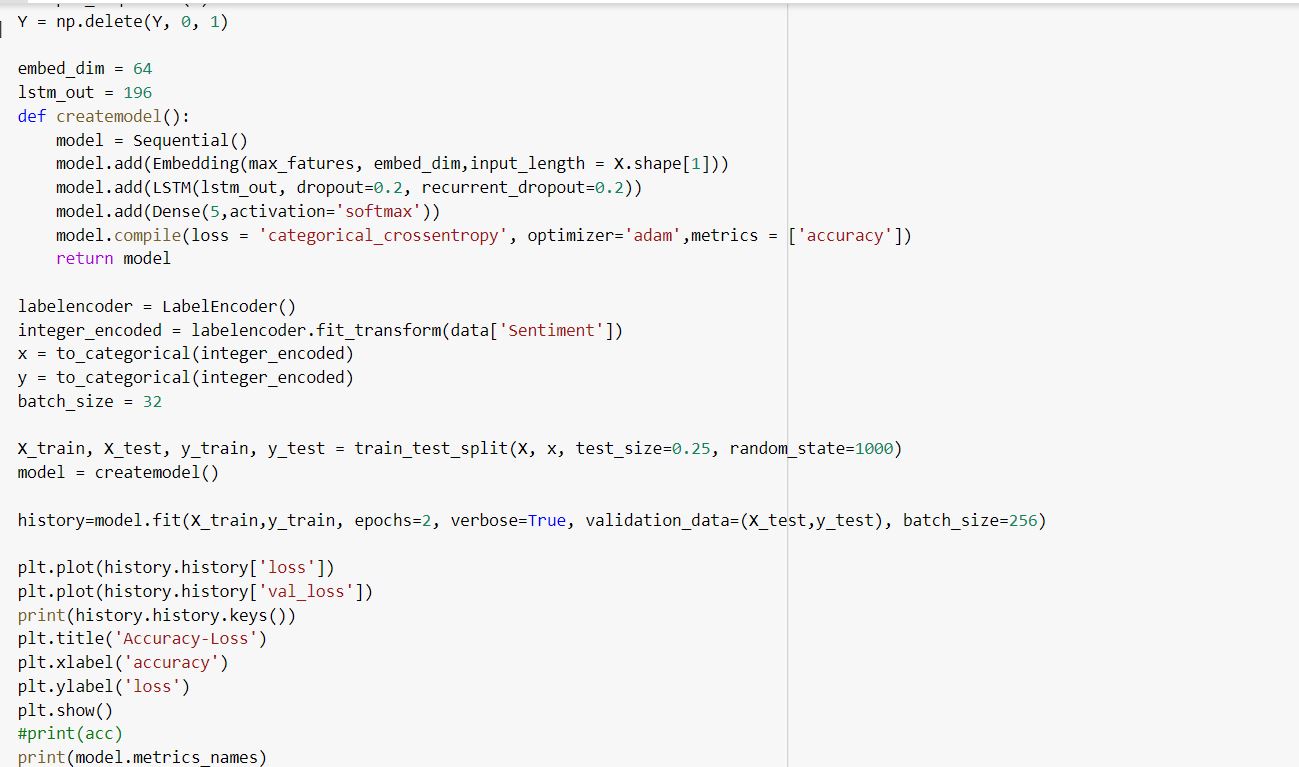 Y = np.delete(Y, 0, 1)
embed_dim = 64
lstm_out = 196
def createmodel():
    model = Sequential()
    model.add(Embedding(max_fatures, embed_dim,input_length = X.shape[1]))
    model.add(LSTM(lstm_out, dropout=0.2, recurrent_dropout=0.2))
    model.add(Dense(5,activation='softmax'))
    model.compile(loss = 'categorical_crossentropy', optimizer='adam',metrics = ['accuracy'])
    return model
labelencoder = LabelEncoder()
integer_encoded = labelencoder.fit_transform(data['Sentiment'])
x = to_categorical(integer_encoded)
y = to_categorical(integer_encoded)
batch_size = 32
X_train, X_test, y_train, y_test = train_test_split(X, x, test_size=0.25, random_state=1000)
model = createmodel()
history=model.fit(X_train,y_train, epochs=2, verbose=True, validation_data=(X_test,y_test), batch_size=256)
plt.plot(history.history['loss'])
plt.plot(history.history['val_loss'])
print(history.history.keys())
plt.title('Accuracy-Loss')
plt.xlabel('accuracy')
plt.ylabel('loss')
plt.show()
#print(acc)
print(model.metrics_names)